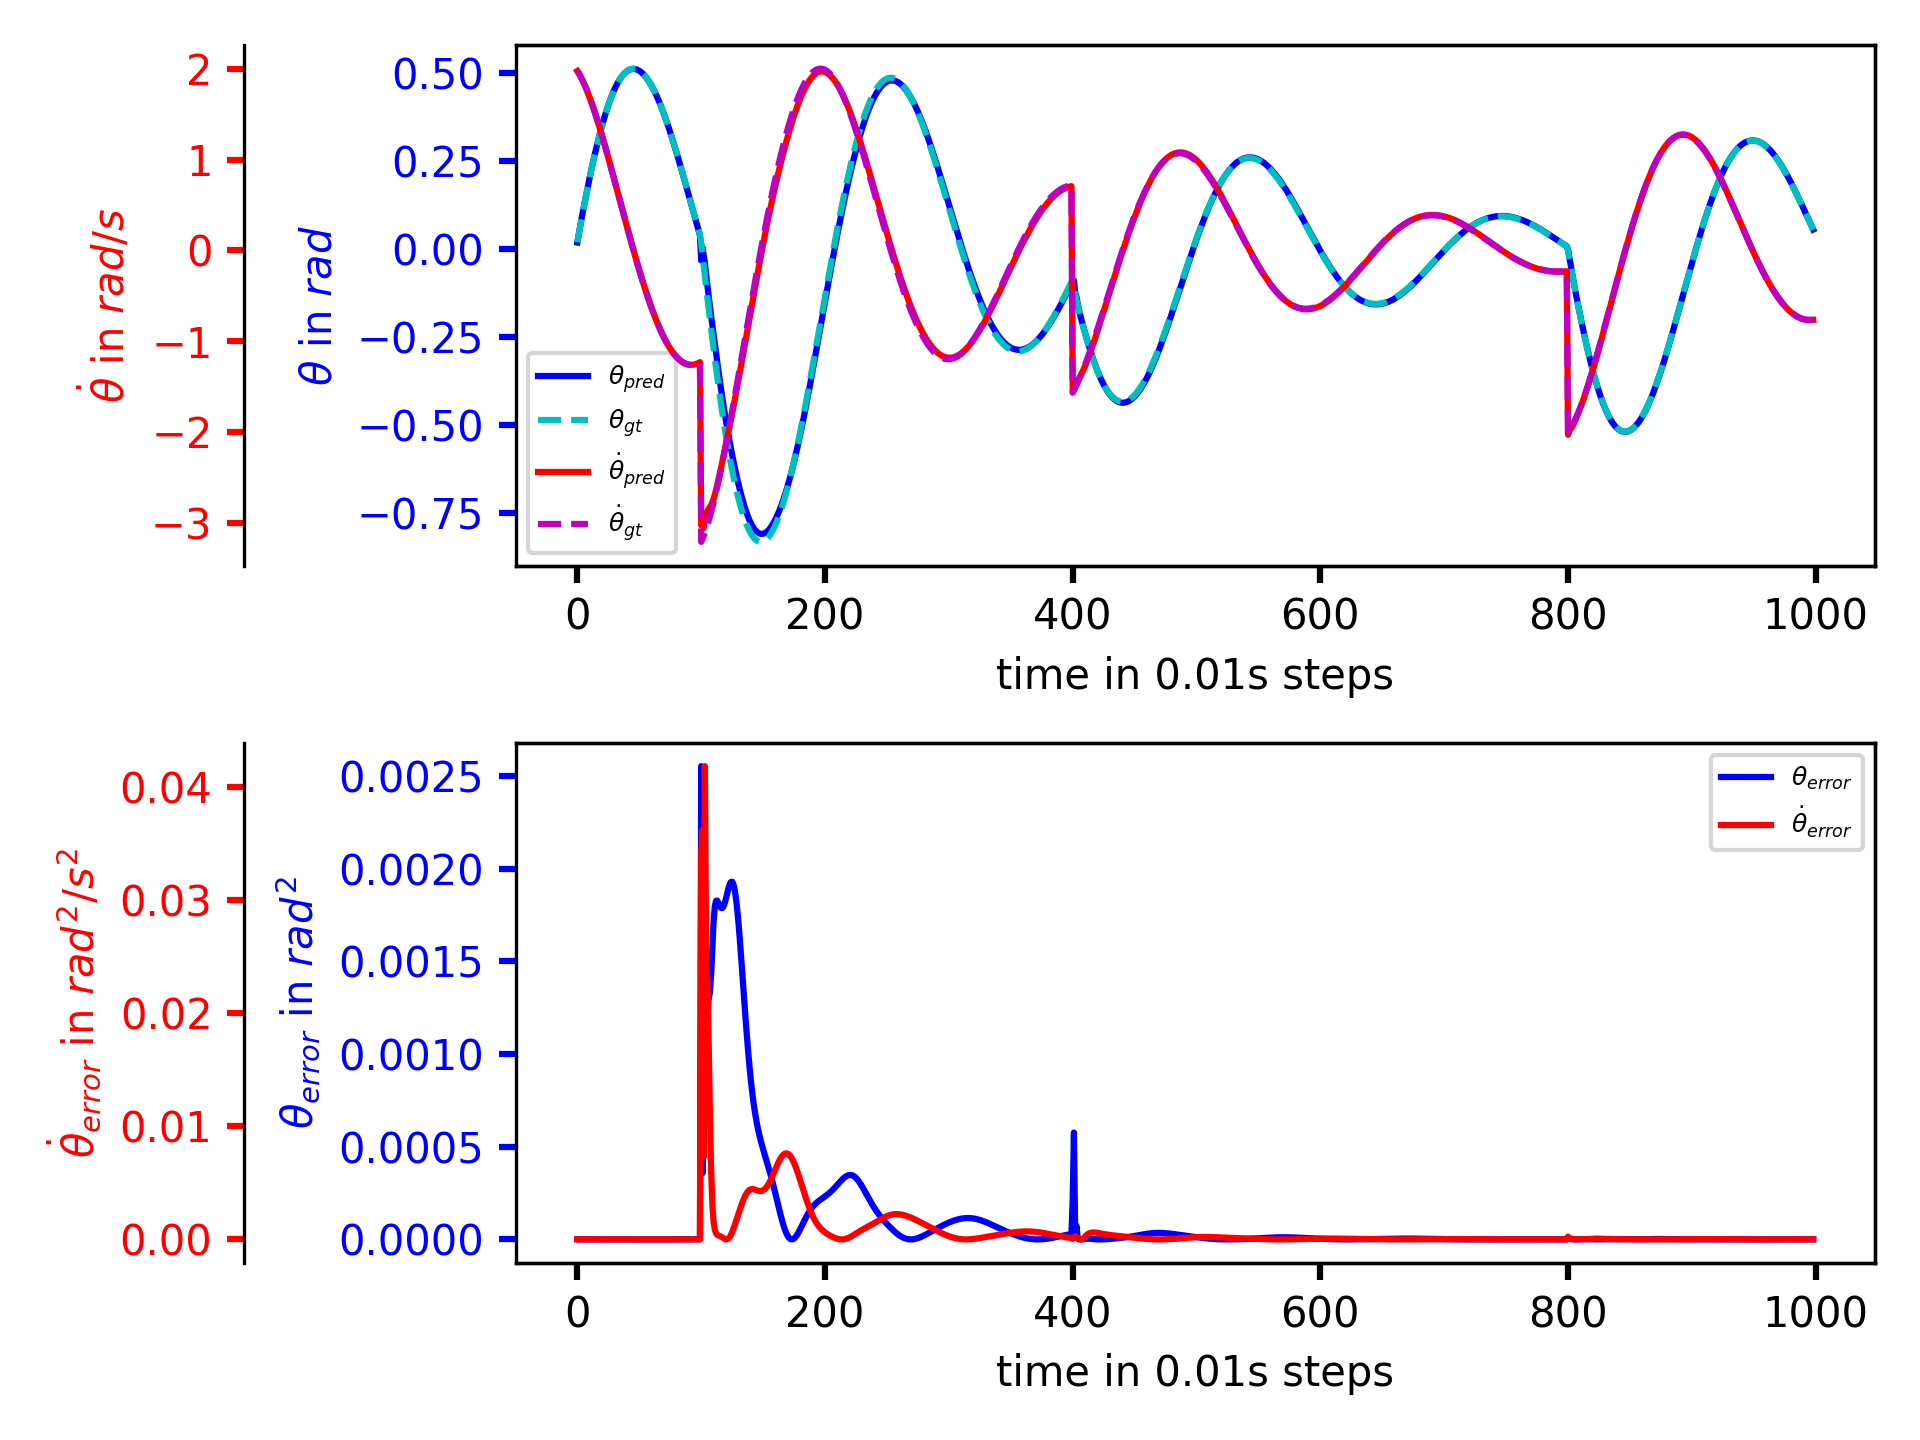 2
1
0
−1
−2
−3
θ̇ in rad/s
0.50
0.25
0.00
−0.25
−0.50
−0.75
θ in rad
θ_pred
θ_gt
θ̇_pred
θ̇_gt
0 200 400 600 800 1000
time in 0.01s steps
0.04
0.03
0.02
0.01
0.00
θ̇_error in rad²/s²
0.0025
0.0020
0.0015
0.0010
0.0005
0.0000
θ_error in rad²
θ_error
θ̇_error
0 200 400 600 800 1000
time in 0.01s steps